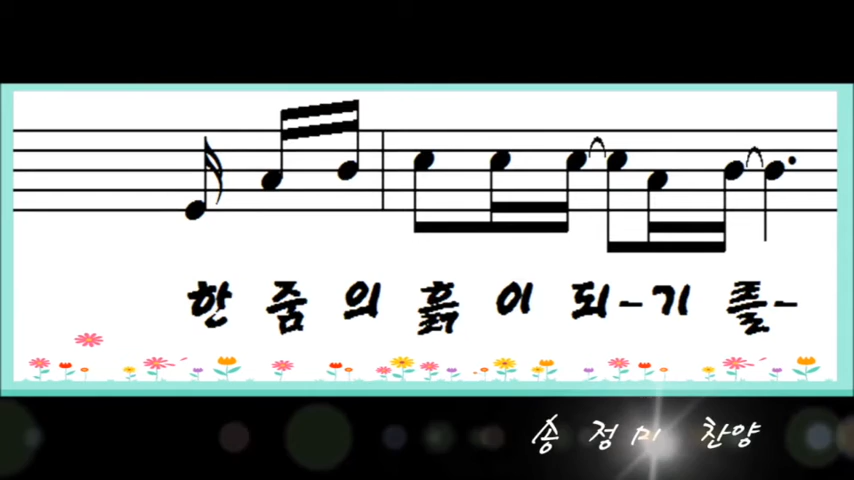 한 줌의 흙이 되-기 를-
송 정 미 찬양